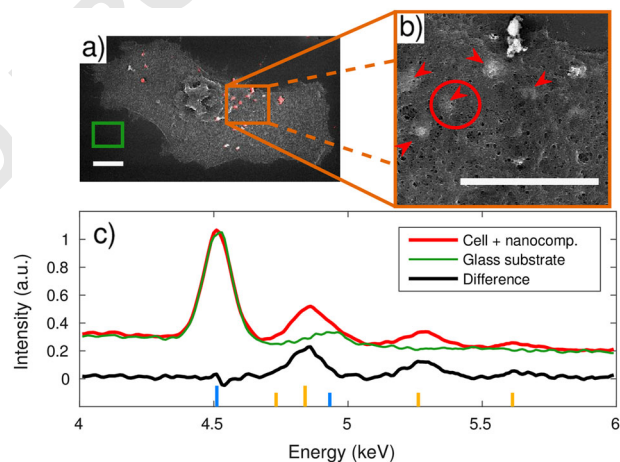 a)
b)
c)
Intensity (a.u.)
1
0.8
0.6
0.4
0.2
0
Cell + nanocomp.
Glass substrate
Difference
4
4.5
5
5.5
6
Energy (keV)